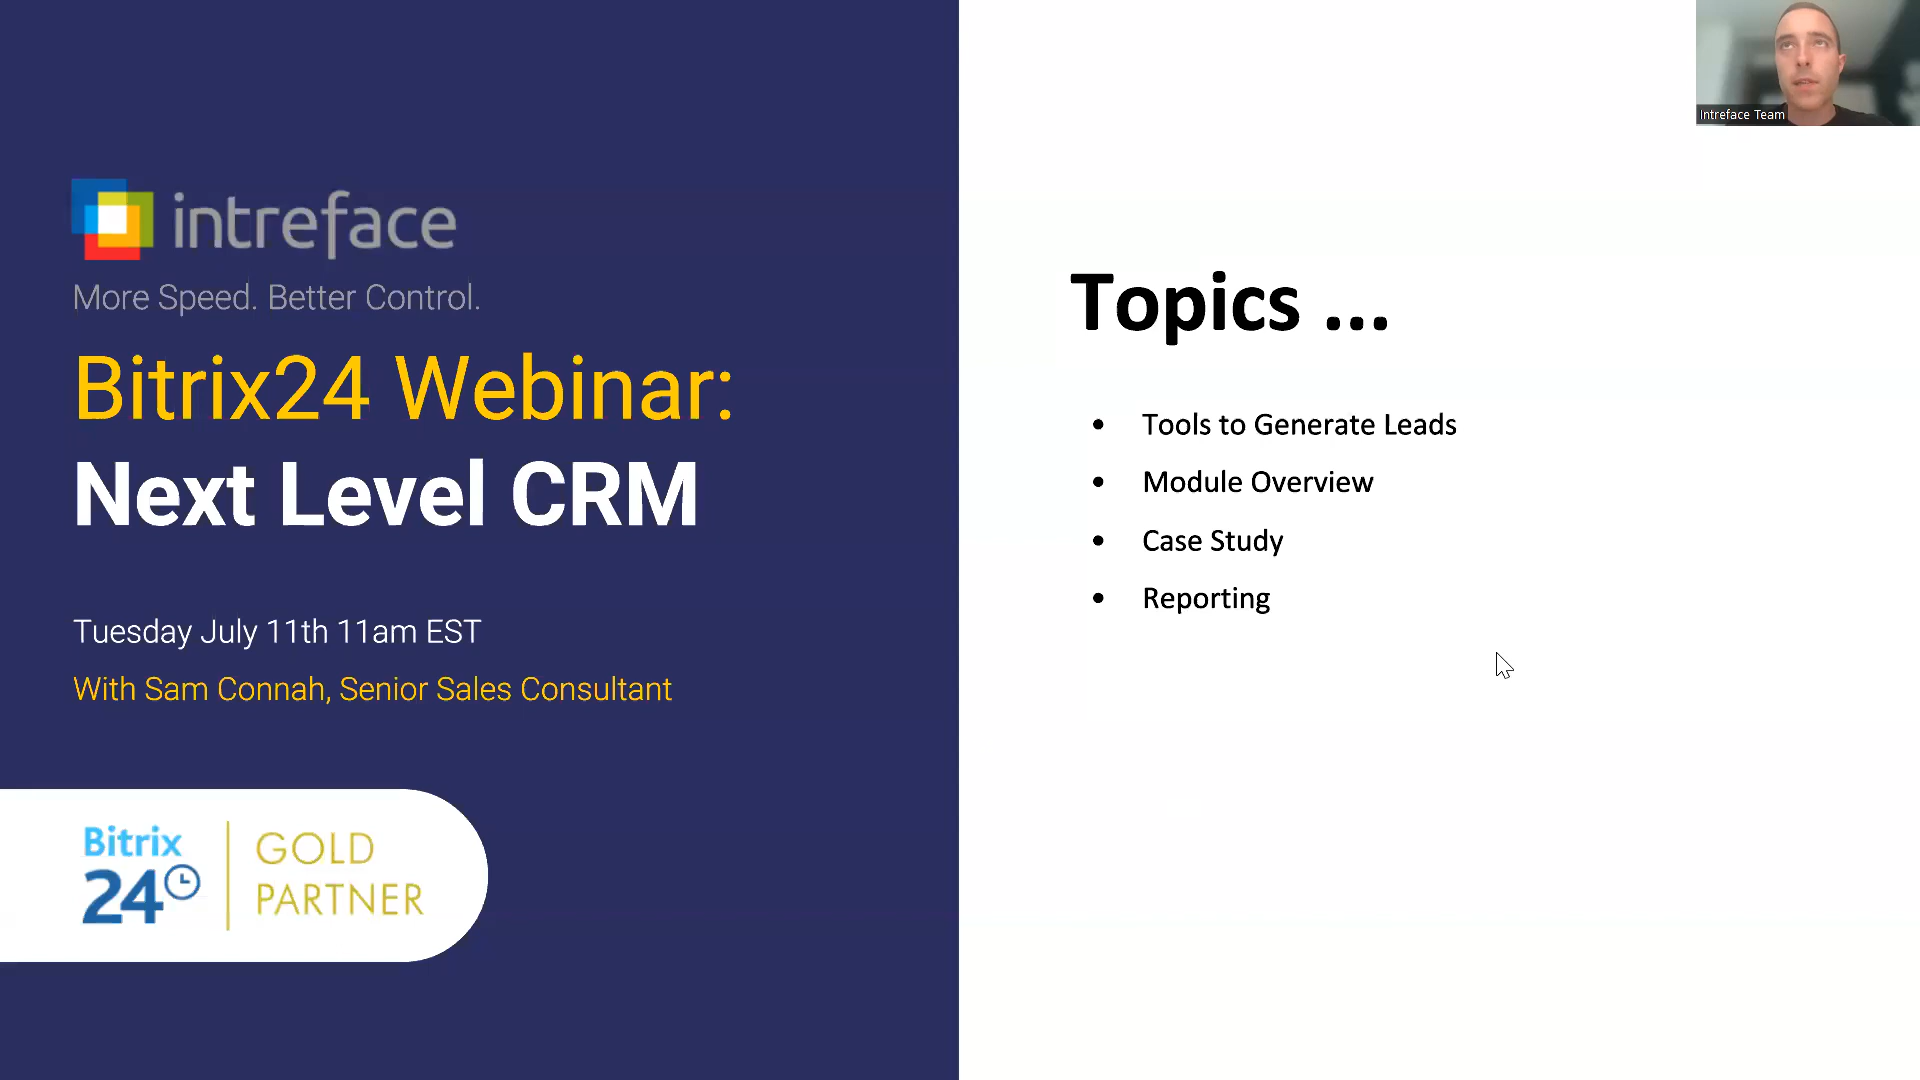 intreface
More Speed. Better Control.
Bitrix24 Webinar:
Next Level CRM
Tuesday July 11th 11am EST
With Sam Connah, Senior Sales Consultant
Bitrix
24
GOLD
PARTNER
Topics ...
• Tools to Generate Leads
• Module Overview
• Case Study
• Reporting
Intreface Team